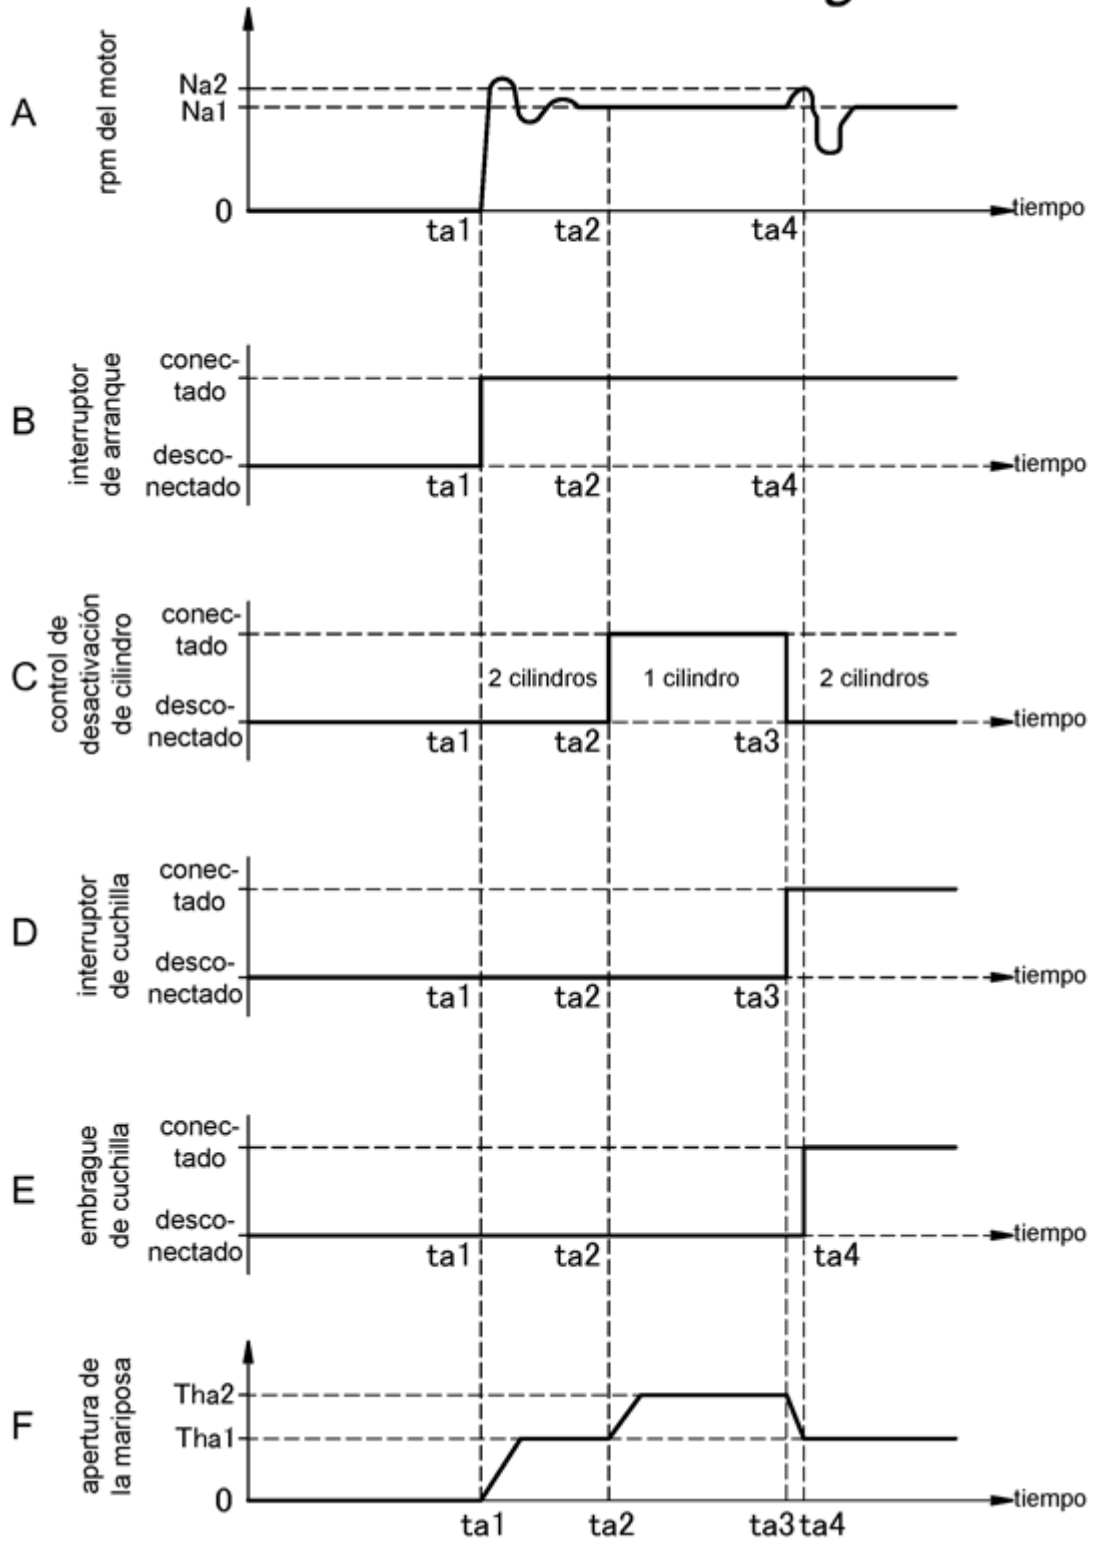 A
rpm del motor
Na2
Na1
0
ta1
ta2
ta4
tiempo
B
interruptor
de arranque
conec-
tado
desco-
nectado
ta1
ta2
ta4
tiempo
C
control de
desactivación
de cilindro
conec-
tado
desco-
nectado
2 cilindros
1 cilindro
2 cilindros
ta1
ta2
ta3
tiempo
D
interruptor
de cuchilla
conec-
tado
desco-
nectado
ta1
ta2
ta3
tiempo
E
embrague
de cuchilla
conec-
tado
desco-
nectado
ta1
ta2
ta4
tiempo
F
apertura de
la mariposa
Tha2
Tha1
0
ta1
ta2
ta3
ta4
tiempo